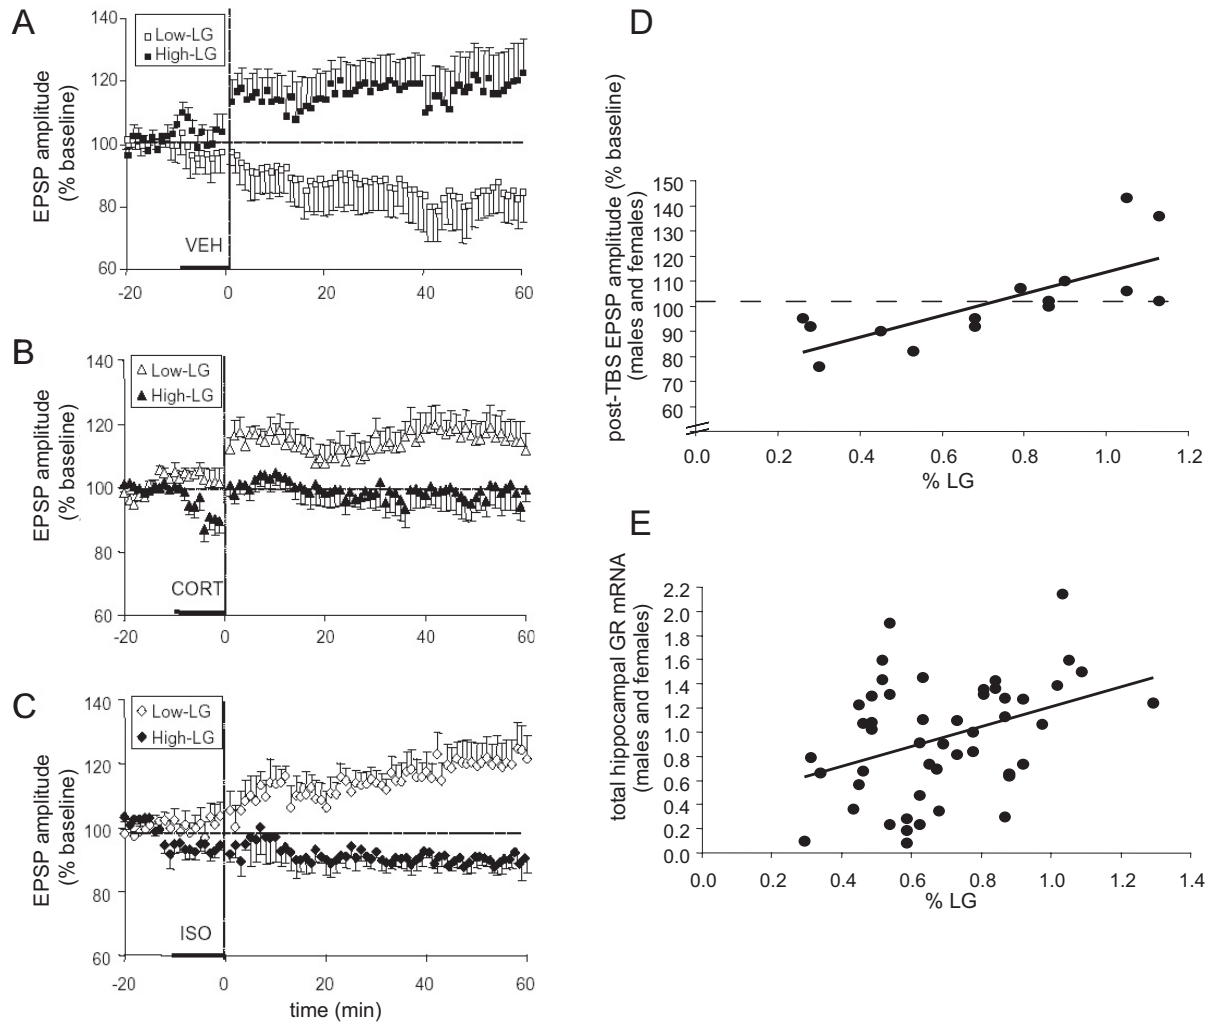 A
EPSP amplitude
(% baseline)
140
120
100
80
60
Low-LG
High-LG
VEH
-20
0
20
40
60
B
EPSP amplitude
(% baseline)
140
120
100
80
60
Low-LG
High-LG
CORT
-20
0
20
40
60
C
EPSP amplitude
(% baseline)
140
120
100
80
60
Low-LG
High-LG
ISO
-20
0
20
40
60
time (min)
D
post-TBS EPSP amplitude (% baseline)
(males and females)
150
140
130
120
110
100
90
80
70
60
0.0
0.2
0.4
0.6
0.8
1.0
1.2
% LG
E
total hippocampal GR mRNA
(males and females)
2.2
2.0
1.8
1.6
1.4
1.2
1.0
0.8
0.6
0.4
0.2
0.0
0.0
0.2
0.4
0.6
0.8
1.0
1.2
1.4
% LG